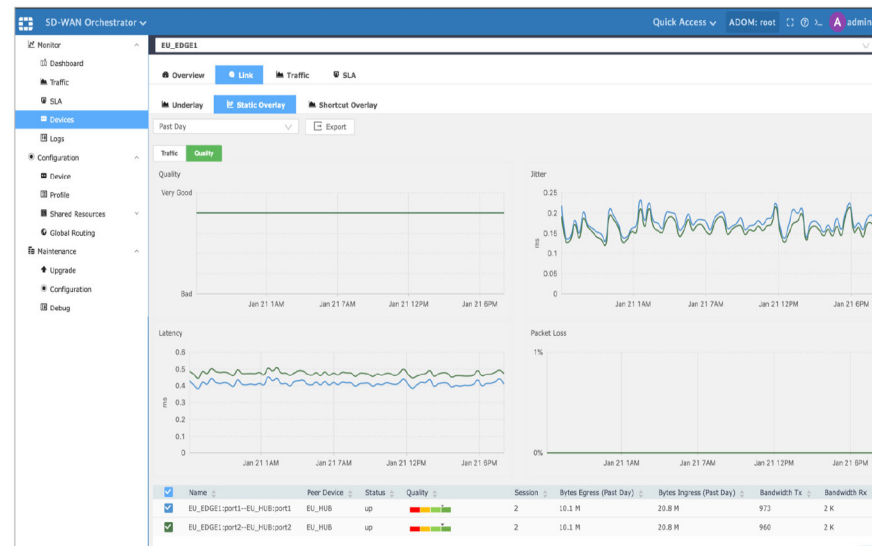 SD-WAN Orchestrator
Quick Access
ADOM: root
A admin
Monitor
Dashboard
Traffic
SLA
Devices
Logs
Configuration
Device
Profile
Shared Resources
Global Routing
Maintenance
Upgrade
Configuration
Debug
EU_EDGE1
Overview Link Traffic SLA
Underlay Static Overlay Shortcut Overlay
Past Day Export
Traffic Quality
Quality
Very Good
Bad
Jan 21 1AM Jan 21 7AM Jan 21 12PM Jan 21 6PM
Jitter
0.25
0.2
0.15
0.1
0.05
0
ms
Jan 21 1AM Jan 21 7AM Jan 21 12PM Jan 21 6PM
Latency
0.6
0.5
0.4
0.3
0.2
0.1
0
ms
Jan 21 1AM Jan 21 7AM Jan 21 12PM Jan 21 6PM
Packet Loss
1%
0%
Jan 21 1AM Jan 21 7AM Jan 21 12PM Jan 21 6PM
Name Peer Device Status Quality Session Bytes Egress (Past Day) Bytes Ingress (Past Day) Bandwidth Tx Bandwidth Rx
EU_EDGE1:port1--EU_HUB:port1 EU_HUB up 2 10.1 M 20.8 M 973 2 K
EU_EDGE1:port2--EU_HUB:port2 EU_HUB up 2 10.1 M 20.8 M 960 2 K